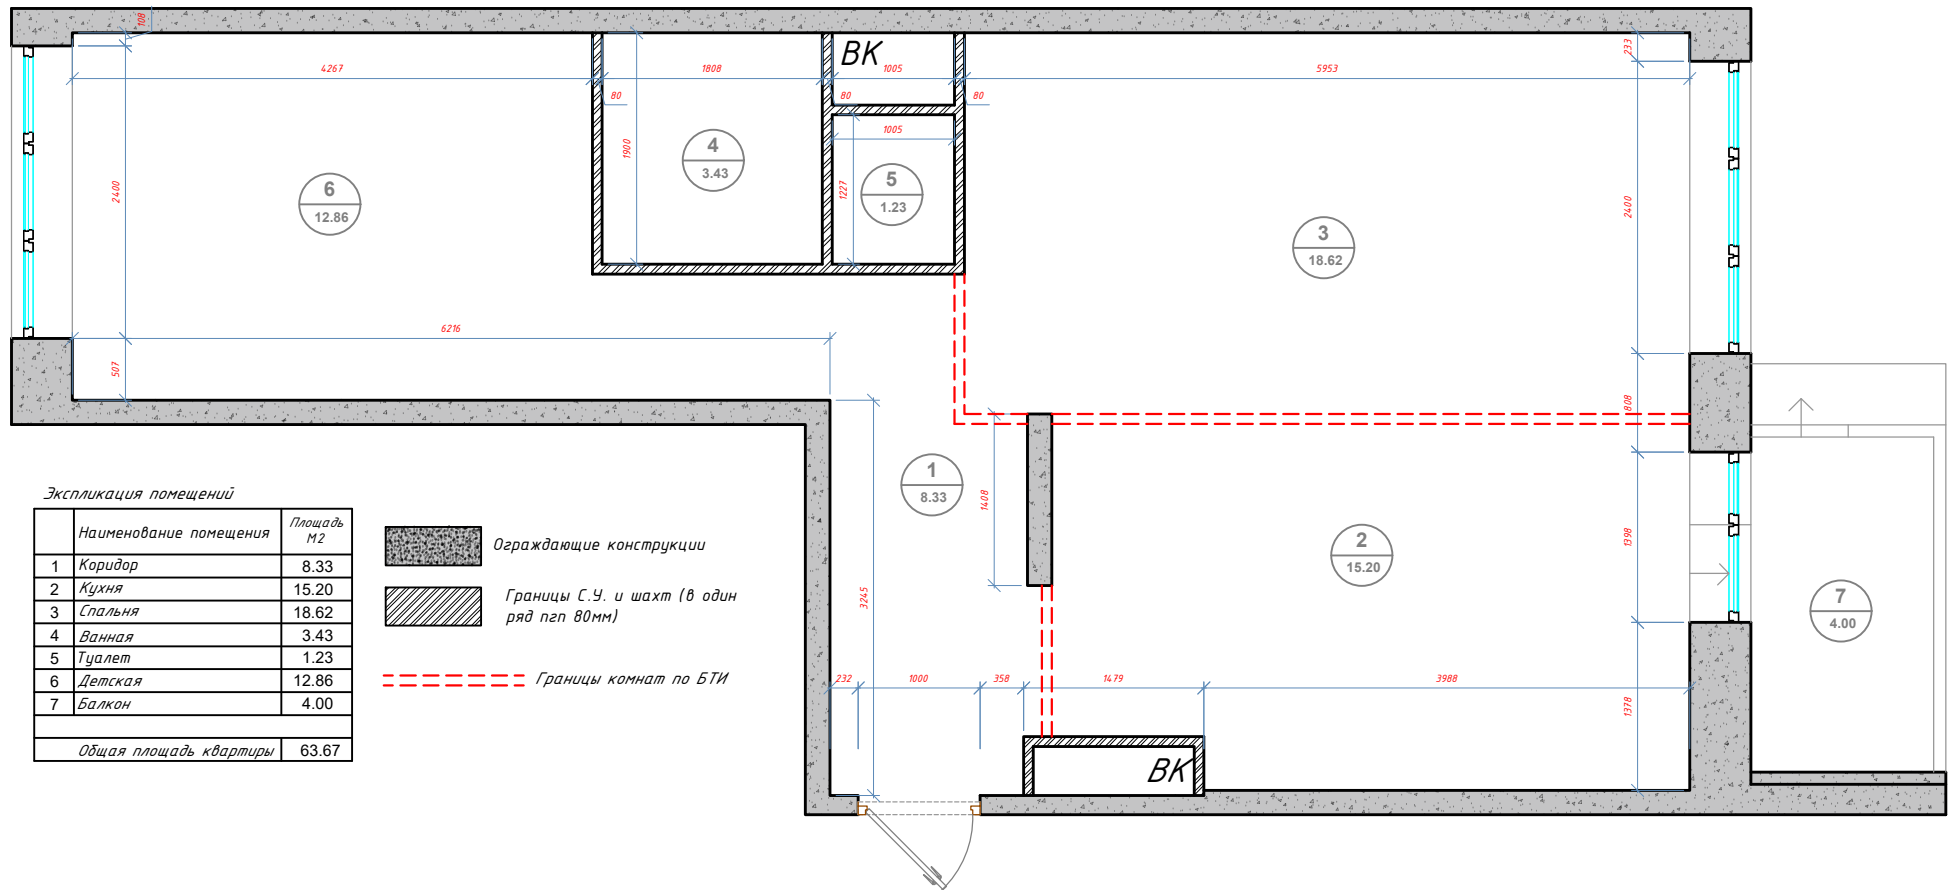 108
233
ВК
4267
1808
1005
5953
80
80
80
1005
1900
4
3.43
5
1.23
1227
6
12.86
2400
2400
3
18.62
6216
507
808
1
8.33
1408
2
15.20
1398
7
4.00
3245
232
1000
358
1479
3988
1378
ВК
Экспликация помещений
Наименование помещения Площадь М2
1 Коридор 8.33
2 Кухня 15.20
3 Спальня 18.62
4 Ванная 3.43
5 Туалет 1.23
6 Детская 12.86
7 Балкон 4.00
Общая площадь квартиры 63.67
Ограждающие конструкции
Границы С.У. и шахт (в один
ряд пгп 80мм)
Границы комнат по БТИ